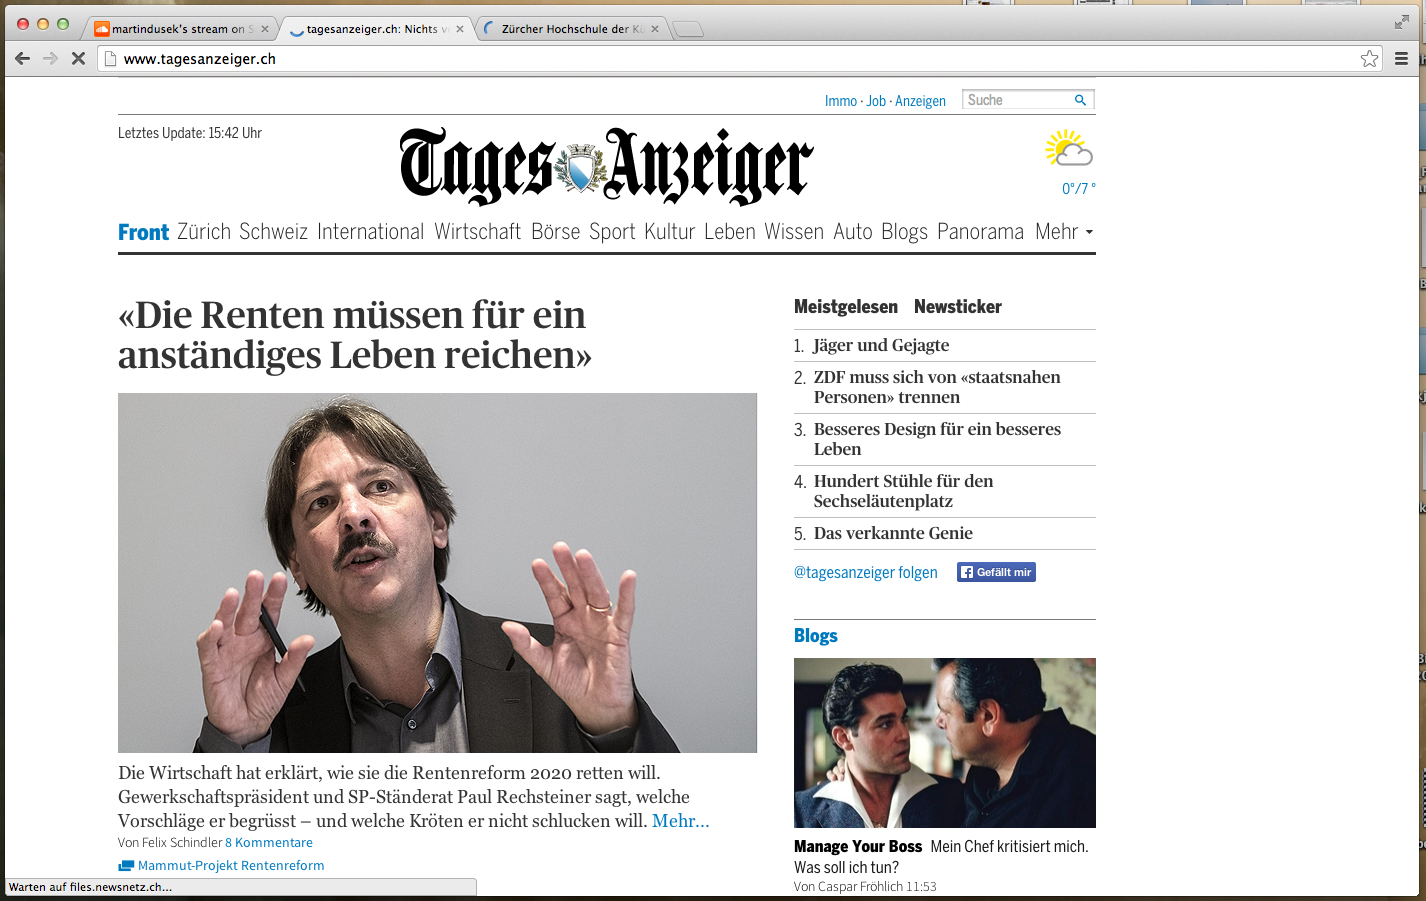 martindusek's stream on S
tagesanzeiger.ch: Nichts v
Zürcher Hochschule der Kü
www.tagesanzeiger.ch
Immo · Job · Anzeigen
Suche
Letztes Update: 15:42 Uhr
Tages Anzeiger
0°/7 °
Front Zürich Schweiz International Wirtschaft Börse Sport Kultur Leben Wissen Auto Blogs Panorama Mehr
«Die Renten müssen für ein
anständiges Leben reichen»
Die Wirtschaft hat erklärt, wie sie die Rentenreform 2020 retten will.
Gewerkschaftspräsident und SP-Ständerat Paul Rechsteiner sagt, welche
Vorschläge er begrüsst – und welche Kröten er nicht schlucken will. Mehr...
Von Felix Schindler 8 Kommentare
Mammut-Projekt Rentenreform
Meistgelesen Newsticker
1. Jäger und Gejagte
2. ZDF muss sich von «staatsnahen
Personen» trennen
3. Besseres Design für ein besseres
Leben
4. Hundert Stühle für den
Sechseläutenplatz
5. Das verkannte Genie
@tagesanzeiger folgen
Gefällt mir
Blogs
Manage Your Boss Mein Chef kritisiert mich.
Was soll ich tun?
Von Caspar Fröhlich 11:53
Warten auf files.newsnetz.ch...